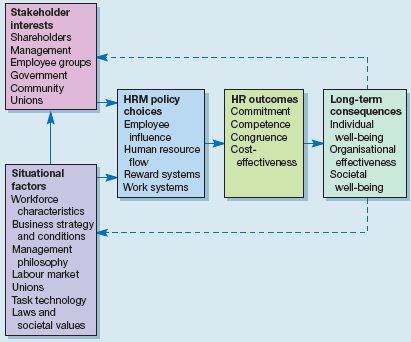 Stakeholder
interests
Shareholders
Management
Employee groups
Government
Community
Unions
Situational
factors
Workforce
characteristics
Business strategy
and conditions
Management
philosophy
Labour market
Unions
Task technology
Laws and
societal values
HRM policy
choices
Employee
influence
Human resource
flow
Reward systems
Work systems
HR outcomes
Commitment
Competence
Congruence
Cost-
effectiveness
Long-term
consequences
Individual
well-being
Organisational
effectiveness
Societal
well-being